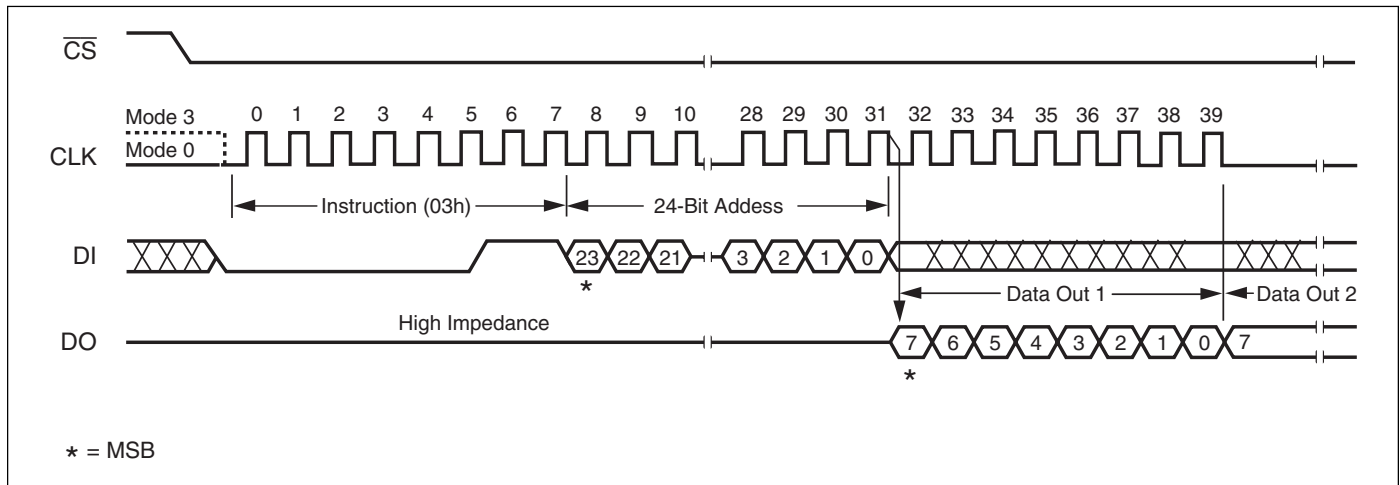 CS
Mode 3
0 1 2 3 4 5 6 7 8 9 10 28 29 30 31 32 33 34 35 36 37 38 39
CLK
Mode 0
Instruction (03h)
24-Bit Addess
DI
23 22 21 3 2 1 0
*
Data Out 1
Data Out 2
High Impedance
DO
7 6 5 4 3 2 1 0 7
*
* = MSB